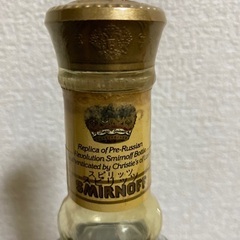 Replica of Pre-Russian
Revolution Smirnoff Bottle
Authenticated by Christie's of
スピリッツ
SMIRNOFF